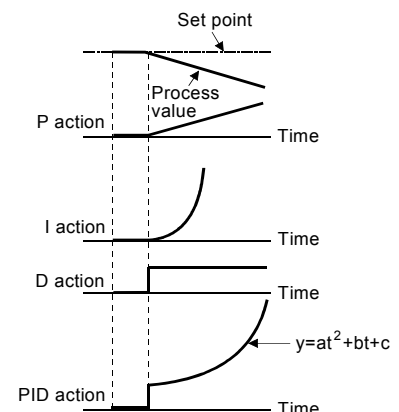 Set point
Process
value
P action
Time
I action
Time
D action
Time
y=at²+bt+c
PID action
Time